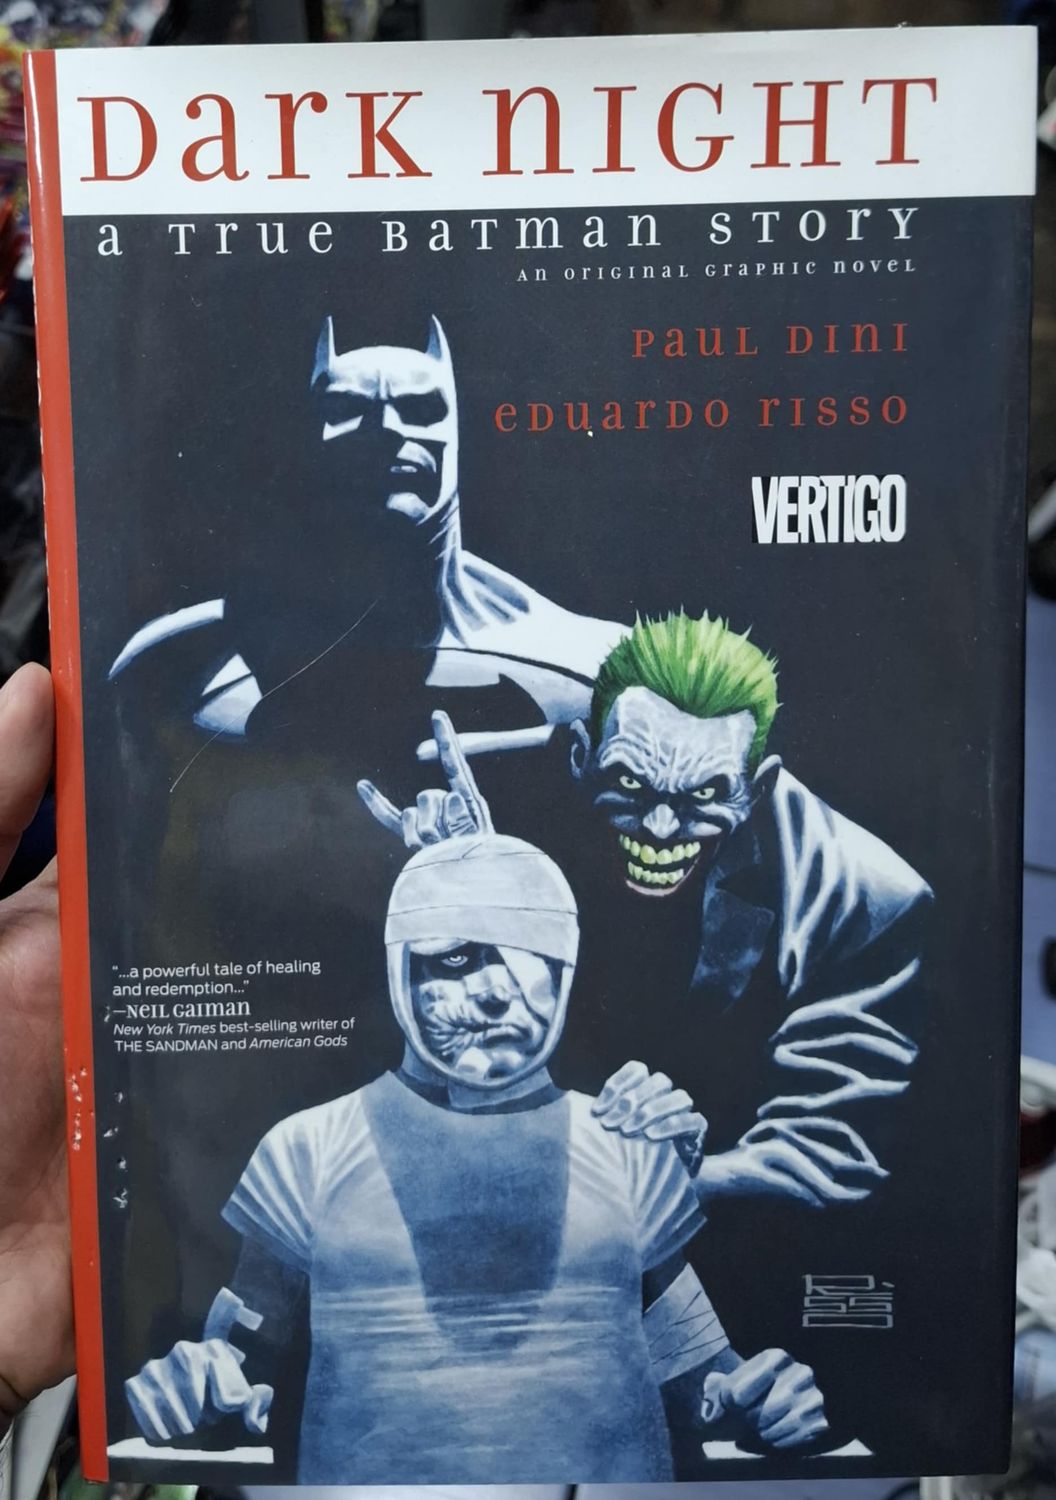 Dark Night
a True Batman Story
An Original Graphic Novel
Paul Dini
Eduardo Risso
VERTIGO
"...a powerful tale of healing
and redemption..."
—Neil Gaiman
New York Times best-selling writer of
THE SANDMAN and American Gods
RISSO